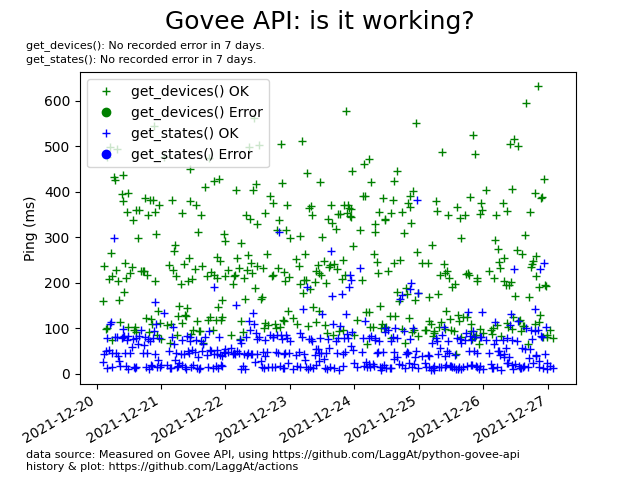 Govee API: is it working?
get_devices(): No recorded error in 7 days.
get_states(): No recorded error in 7 days.
get_devices() OK
get_devices() Error
get_states() OK
get_states() Error
Ping (ms)
600
500
400
300
200
100
0
2021-12-20
2021-12-21
2021-12-22
2021-12-23
2021-12-24
2021-12-25
2021-12-26
2021-12-27
data source: Measured on Govee API, using https://github.com/LaggAt/python-govee-api
history & plot: https://github.com/LaggAt/actions